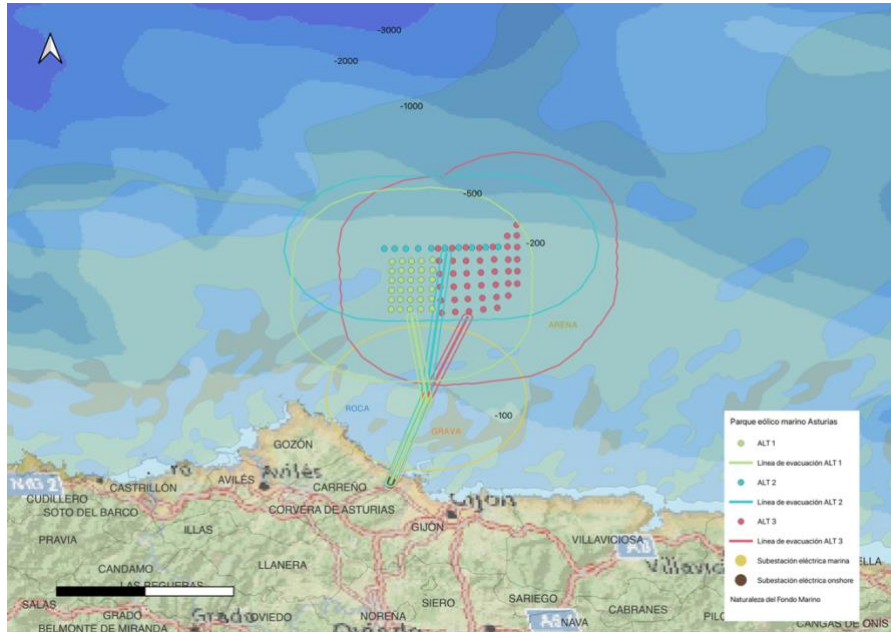 -3000
-2000
-1000
-500
-200
ARENA
ROCA
-100
GRAVA
GOZÓN
AVILÉS
Avilés
CASTRILLÓN
CUDILLERO
SOTO DEL BARCO
CARREÑO
CORVERA DE ASTURIAS
Gijón
GIJÓN
ILLAS
PRAVIA
LLANERA
VILLAVICIOSA
CANDAMO
LAS REGUERAS
SIERO
SARIEGO
CABRANES
SALAS
GRADO
Grado
OVIEDO
NOREÑA
NAVA
BELMONTE DE MIRANDA
CANGAS DE ONÍS
Parque eólico marino Asturias
ALT 1
Línea de evacuación ALT 1
ALT 2
Línea de evacuación ALT 2
ALT 3
Línea de evacuación ALT 3
Subestación eléctrica marina
Subestación eléctrica onshore
Naturaleza del Fondo Marino